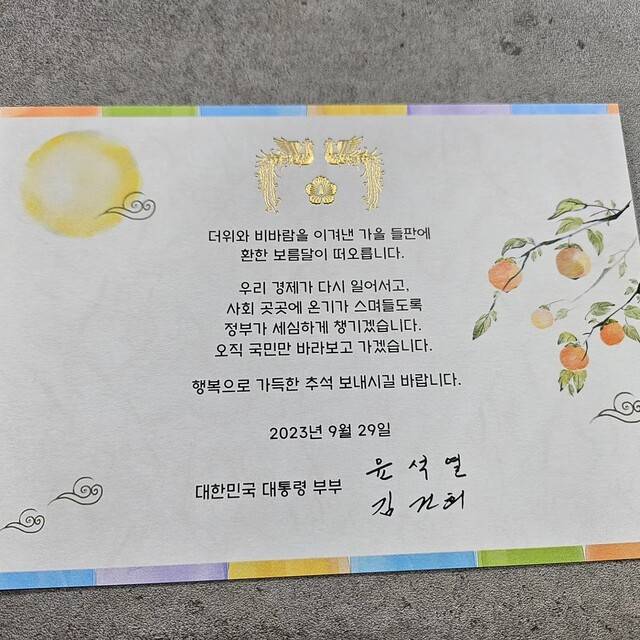 더위와 비바람을 이겨낸 가을 들판에
환한 보름달이 떠오릅니다.
우리 경제가 다시 일어서고,
사회 곳곳에 온기가 스며들도록
정부가 세심하게 챙기겠습니다.
오직 국민만 바라보고 가겠습니다.
행복으로 가득한 추석 보내시길 바랍니다.
2023년 9월 29일
대한민국 대통령 부부 윤석열
김건희